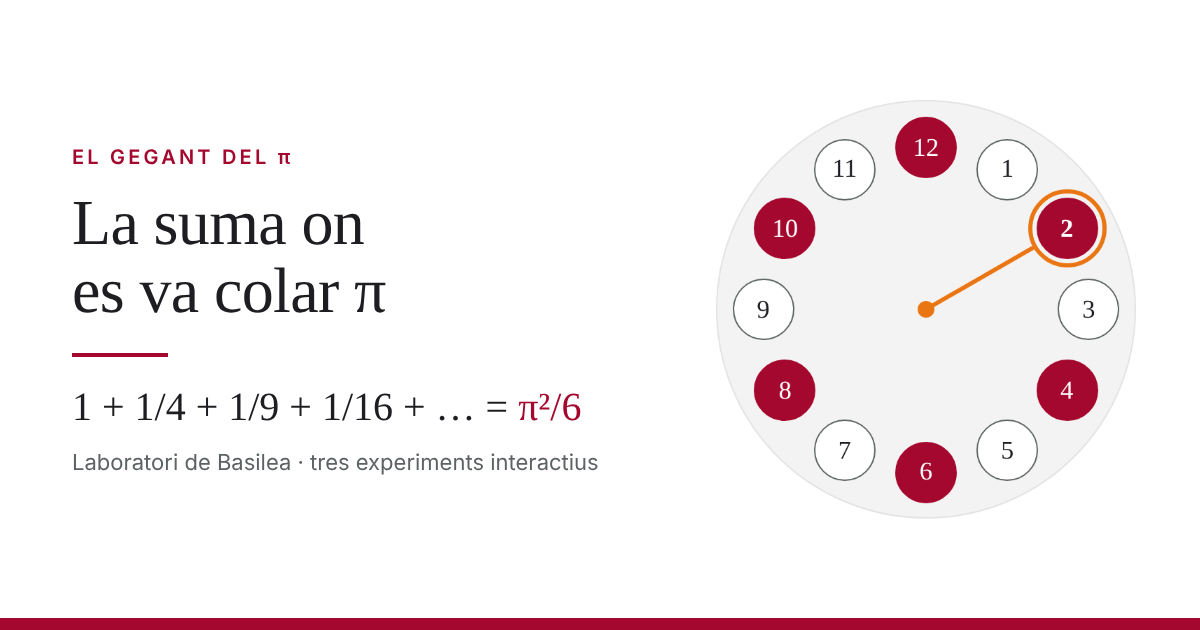 EL GEGANT DEL π
La suma on
es va colar π
1 + 1/4 + 1/9 + 1/16 + … = π²/6
Laboratori de Basilea · tres experiments interactius
12
1
2
3
4
5
6
7
8
9
10
11